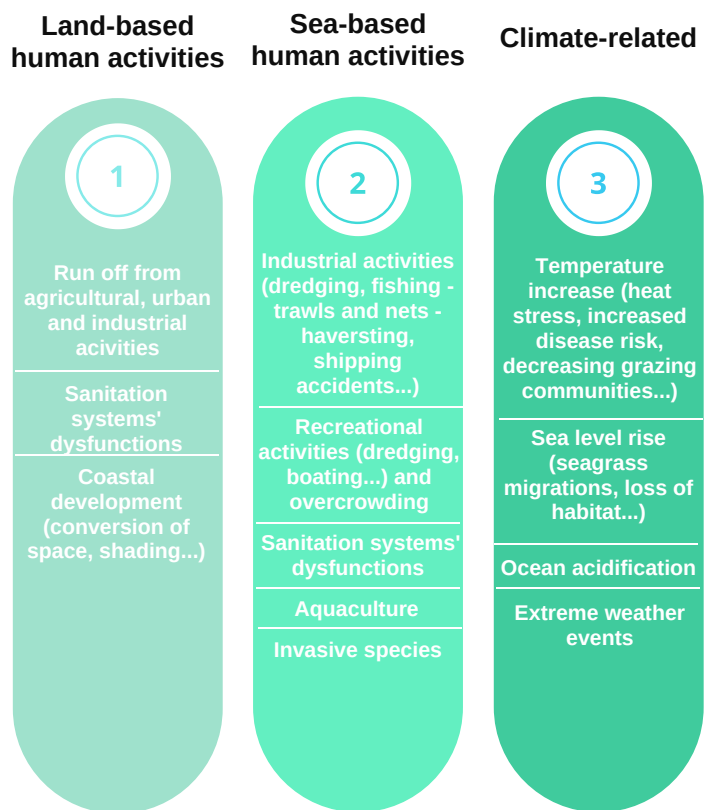 Land-based
human activities
1
Run off from
agricultural, urban
and industrial
acivities
Sanitation
systems'
dysfunctions
Coastal
development
(conversion of
space, shading...)
Sea-based
human activities
2
Industrial activities
(dredging, fishing -
trawls and nets -
haversting,
shipping
accidents...)
Recreational
activities (dredging,
boating...) and
overcrowding
Sanitation systems'
dysfunctions
Aquaculture
Invasive species
Climate-related
3
Temperature
increase (heat
stress, increased
disease risk,
decreasing grazing
communities...)
Sea level rise
(seagrass
migrations, loss of
habitat...)
Ocean acidification
Extreme weather
events